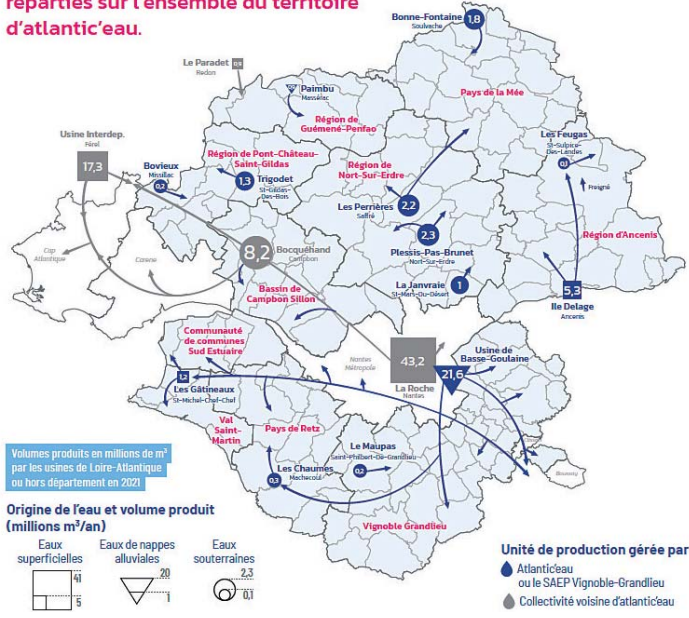 réparties sur l'ensemble du territoire
d'atlantic'eau.
Bonne-Fontaine
Soulvache
1,8
Le Paradet
Redon
Paimbu
Massérac
Pays de la Mée
Région de
Guémené-Penfao
Usine Interdep.
Férel
17,3
Bovieux
Missillac
0,2
Région de Pont-Château-
Saint-Gildas
1,3
Trigodet
St-Gildas-
Des-Bois
Région de
Nort-Sur-Erdre
Les Perrières
Saffré
2,2
Les Feugas
St-Sulpice-
Des-Landes
0,1
Freigné
Région d'Ancenis
2,3
Plessis-Pas-Brunet
Nort-Sur-Erdre
Cap
Atlantique
Carene
8,2
Bocquéhand
Campbon
Bassin de
Campbon Sillon
La Janvraie
St-Mars-Du-Désert
1
5,3
Ile Delage
Ancenis
Communauté
de communes
Sud Estuaire
Nantes
Métropole
43,2
La Roche
Nantes
21,6
Usine de
Basse-Goulaine
1,2
Les Gâtineaux
St-Michel-Chef-Chef
Val
Saint-
Martin
Pays de Retz
Le Maupas
Saint-Philbert-De-Grandlieu
0,2
Les Chaumes
Machecoul
0,3
Vignoble Grandlieu
Volumes produits en millions de m³
par les usines de Loire-Atlantique
ou hors département en 2021
Origine de l'eau et volume produit
(millions m³/an)
Eaux
superficielles
41
5
Eaux de nappes
alluviales
20
1
Eaux
souterraines
2,3
0,1
Unité de production gérée par
Atlantic'eau
ou le SAEP Vignoble-Grandlieu
Collectivité voisine d'atlantic'eau